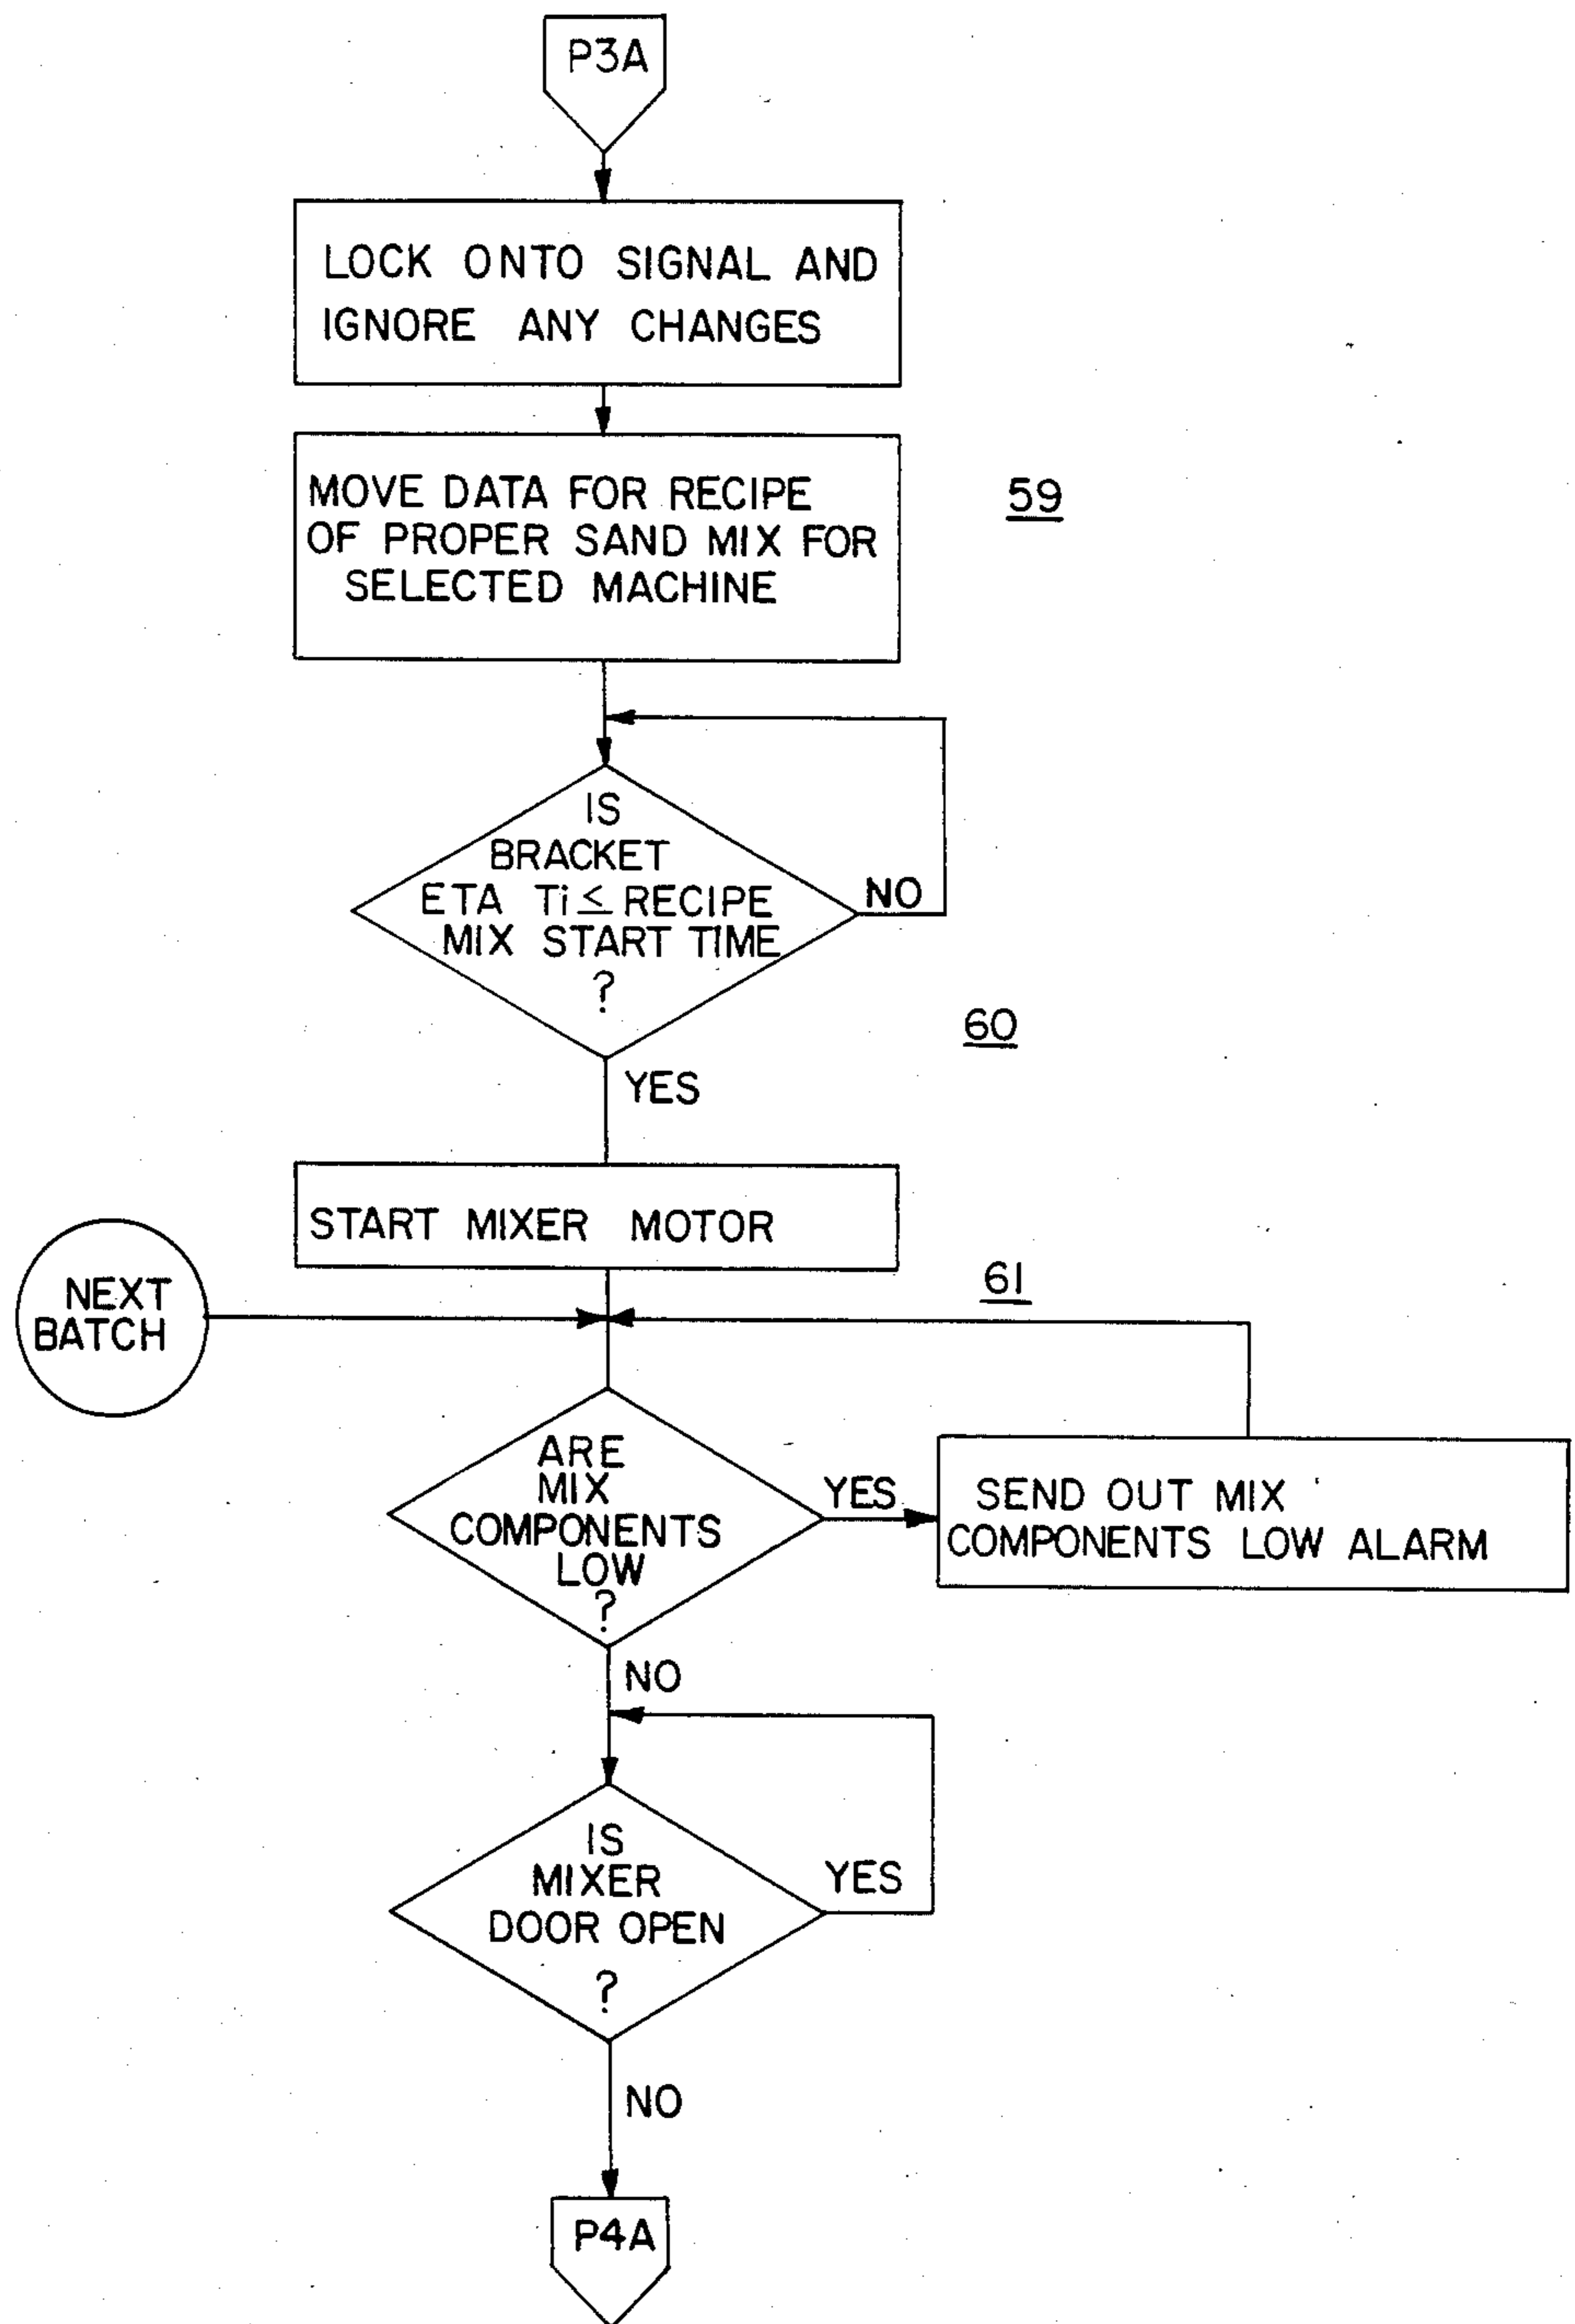 P3A
LOCK ONTO SIGNAL AND
IGNORE ANY CHANGES
MOVE DATA FOR RECIPE
OF PROPER SAND MIX FOR
SELECTED MACHINE
59
IS
BRACKET
ETA Ti ≤ RECIPE
MIX START TIME
?
NO
60
YES
START MIXER MOTOR
61
NEXT
BATCH
ARE
MIX
COMPONENTS
LOW
?
YES
SEND OUT MIX
COMPONENTS LOW ALARM
NO
IS
MIXER
DOOR OPEN
?
YES
NO
P4A